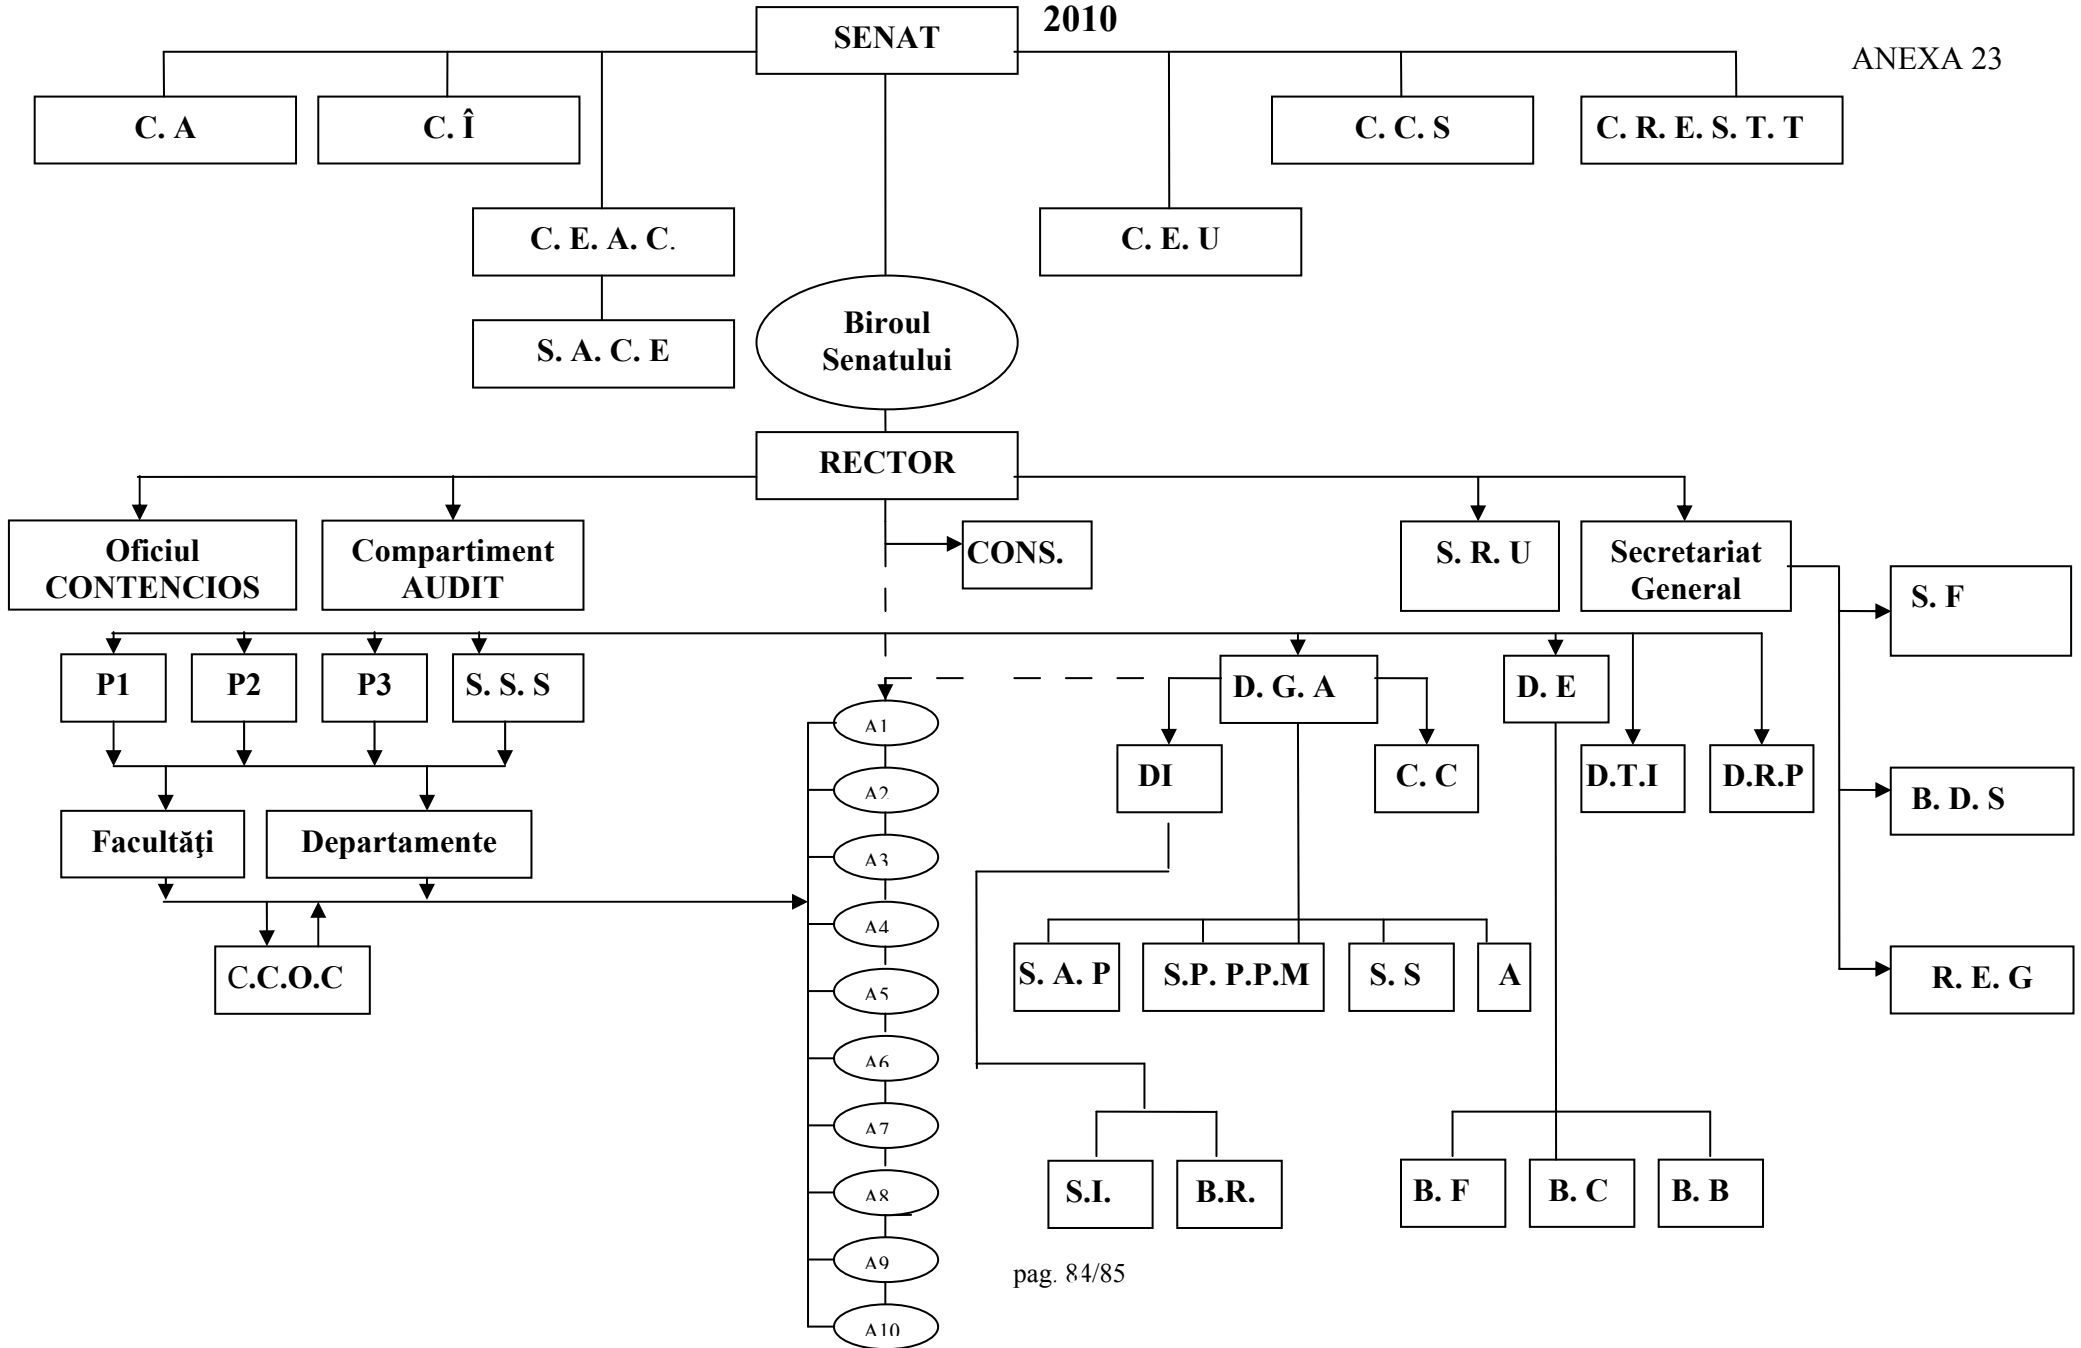 2010
SENAT
ANEXA 23
C. A
C. Î
C. C. S
C. R. E. S. T. T
C. E. A. C.
C. E. U
Biroul
Senatului
S. A. C. E
RECTOR
Oficiul
CONTENCIOS
Compartiment
AUDIT
CONS.
S. R. U
Secretariat
General
S. F
P1
P2
P3
S. S. S
D. G. A
D. E
A1
DI
C. C
D.T.I
D.R.P
B. D. S
A2
Facultăţi
Departamente
A3
A4
C.C.O.C
S. A. P
S.P. P.P.M
S. S
A
R. E. G
A5
A6
A7
A8
S.I.
B.R.
B. F
B. C
B. B
A9
pag. 84/85
A10